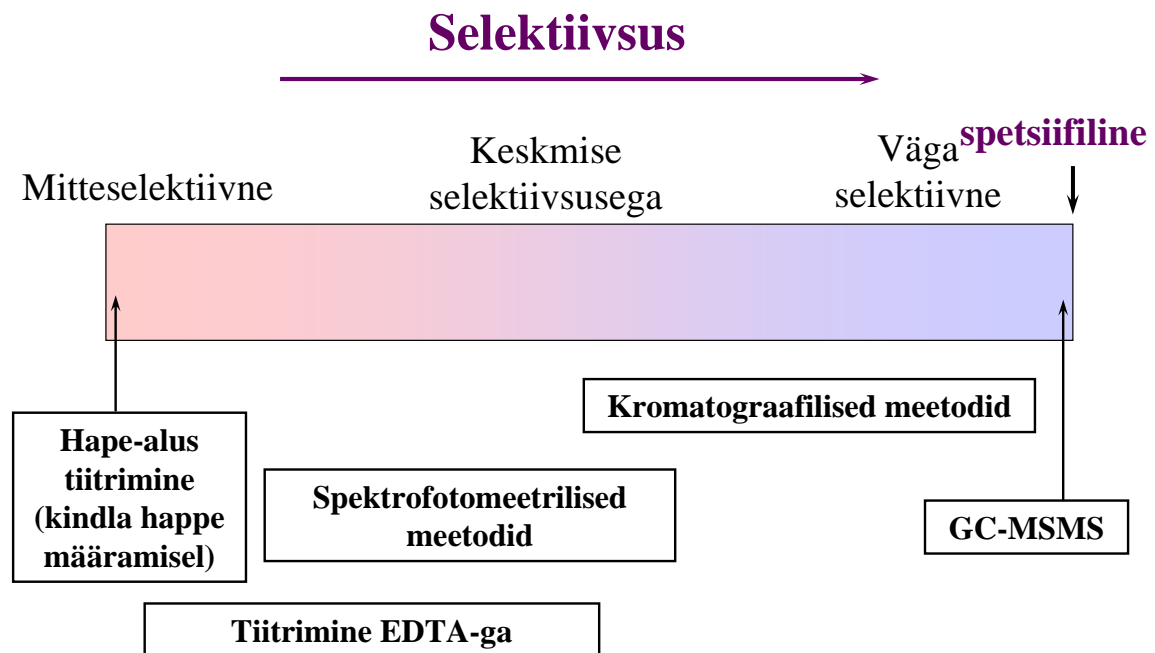 Selektiivsus
Mitteselektiivne
Keskmise
selektiivsusega
Väga
selektiivne
spetsiifiline
Kromatograafilised meetodid
Hape-alus
tiitrimine
(kindla happe
määramisel)
Spektrofotomeetrilised
meetodid
GC-MSMS
Tiitrimine EDTA-ga